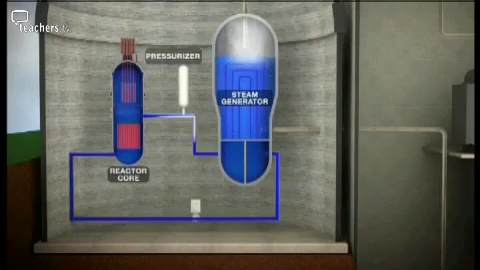 teachers.tv
PRESSURIZER
STEAM
GENERATOR
REACTOR
CORE